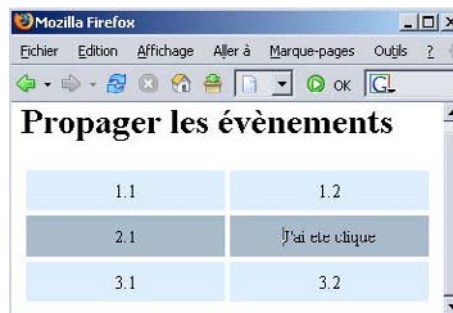 Mozilla Firefox
Fichier Edition Affichage Aller à Marque-pages Outils ?
OK G
Propager les évènements
1.1 1.2
2.1 J'ai ete clique
3.1 3.2